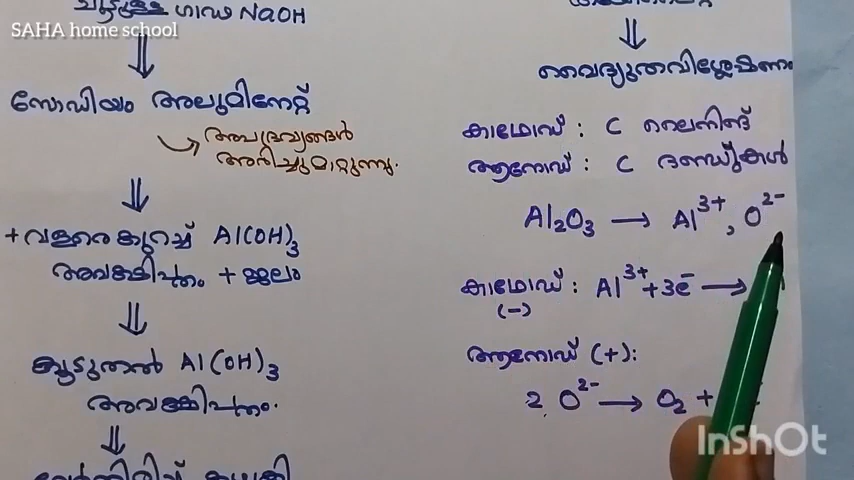 ചൂടുള്ള ഗാഢ NaOH
SAHA home school
സോഡിയം അലുമിനേറ്റ്
അപദ്രവ്യങ്ങൾ
അരിച്ചുമാറ്റുന്നു.
+വളരെകുറച്ച് Al(OH)3
അവക്ഷിപ്തം + ജലം
കൂടുതൽ Al(OH)3
അവക്ഷിപ്തം.
വൈദ്യുതവിശ്ലേഷണം
കാഥോഡ് : C ലൈനിങ്ങ്
ആനോഡ് : C ദണ്ഡുകൾ
Al2O3 → Al3+, O2-
കാഥോഡ് : Al3+ +3e- →
(-)
ആനോഡ് (+):
2 O2- → O2 +
InShOt